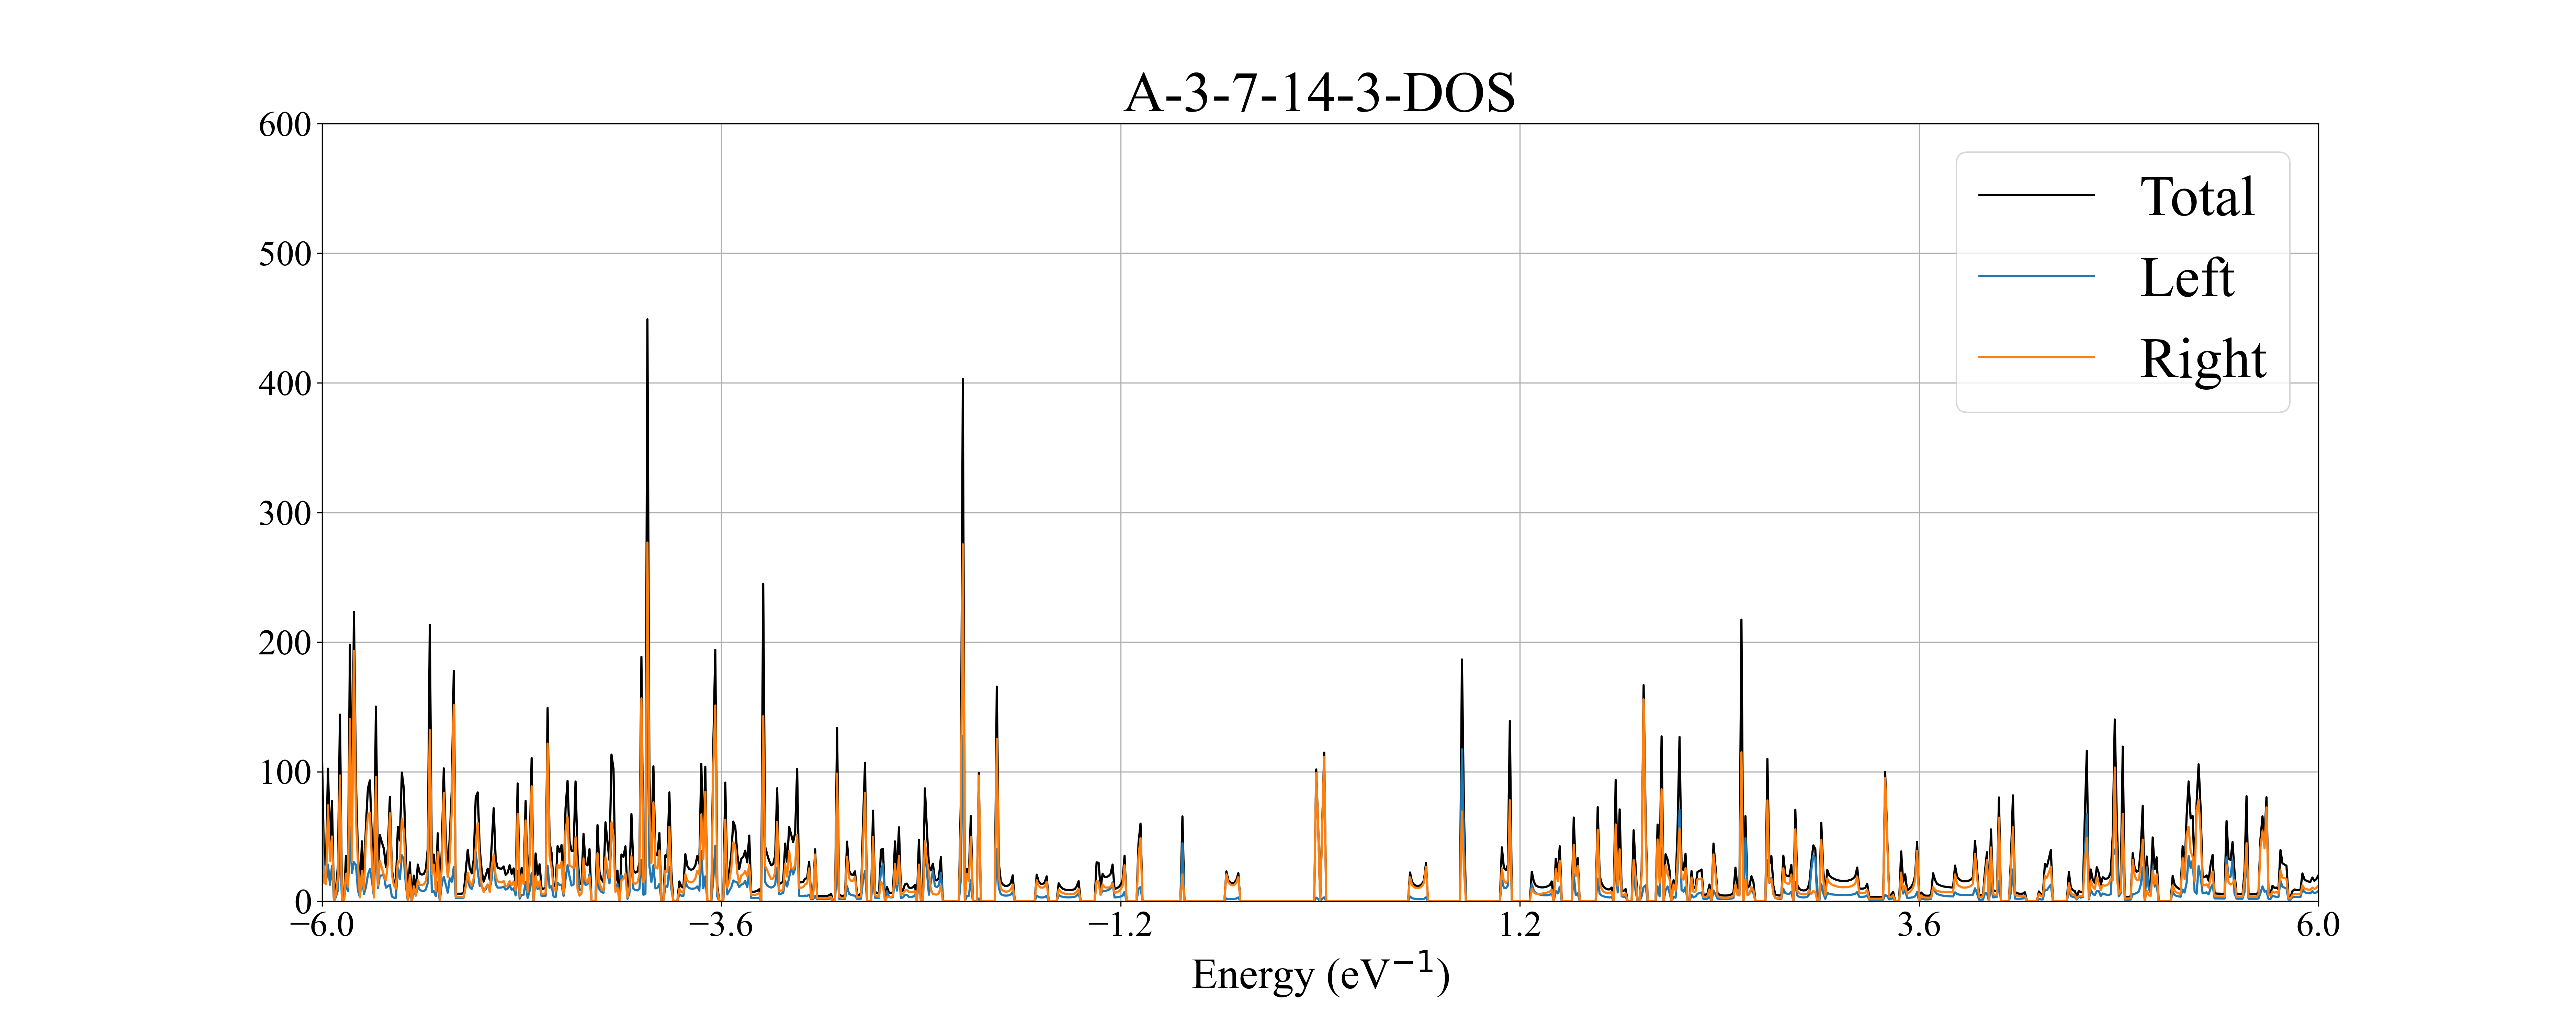 A-3-7-14-3-DOS
600
500
400
300
200
100
0
−6.0 −3.6 −1.2 1.2 3.6 6.0
Energy (eV⁻¹)
Total
Left
Right